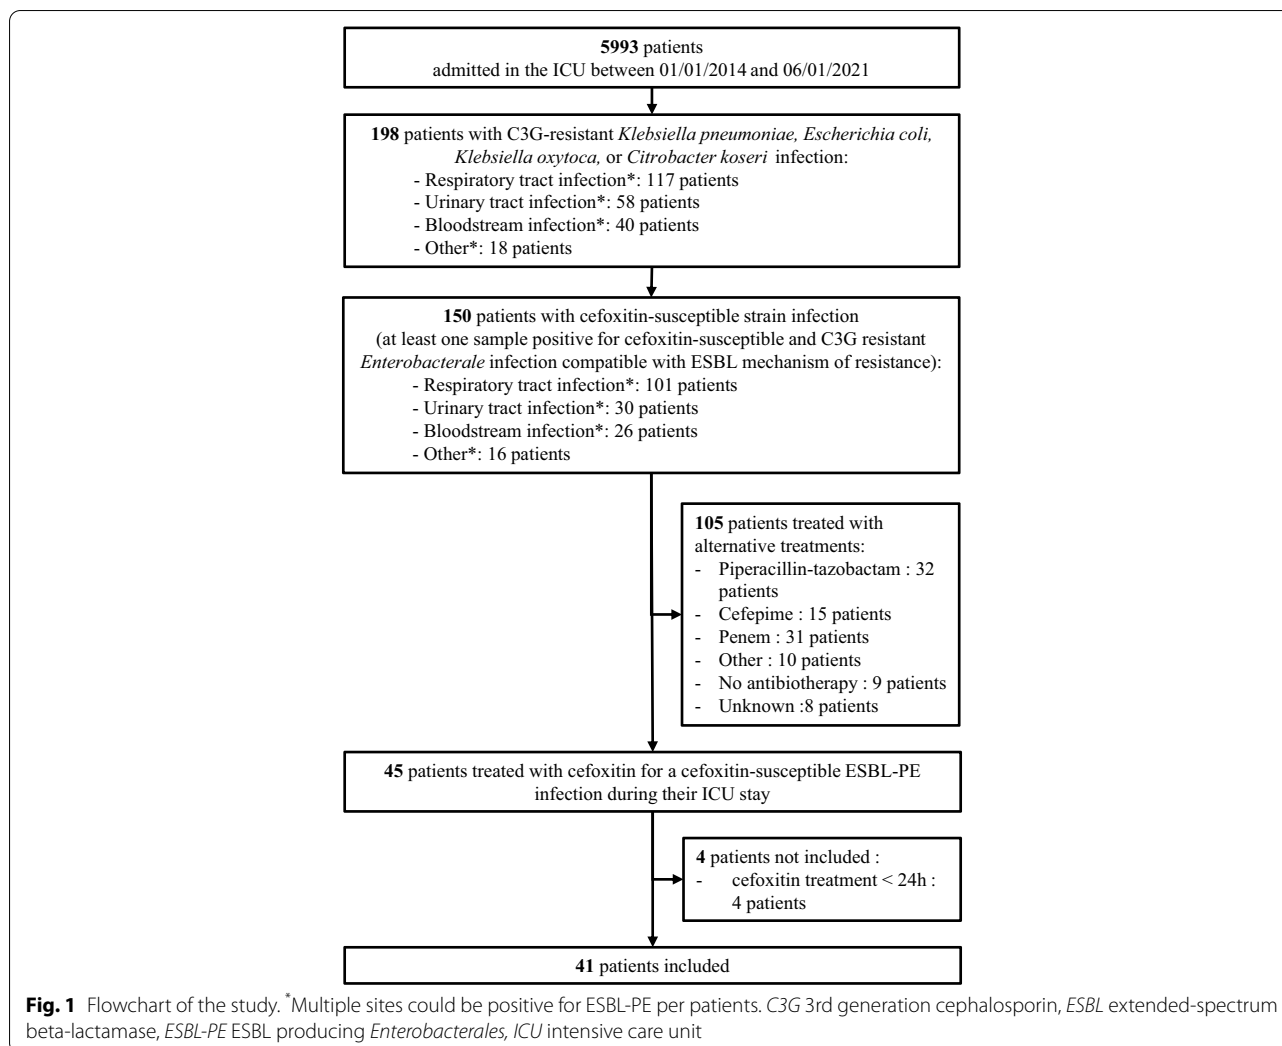 5993 patients
admitted in the ICU between 01/01/2014 and 06/01/2021
198 patients with C3G-resistant Klebsiella pneumoniae, Escherichia coli,
Klebsiella oxytoca, or Citrobacter koseri infection:
- Respiratory tract infection*: 117 patients
- Urinary tract infection*: 58 patients
- Bloodstream infection*: 40 patients
- Other*: 18 patients
150 patients with cefoxitin-susceptible strain infection
(at least one sample positive for cefoxitin-susceptible and C3G resistant
Enterobacterale infection compatible with ESBL mechanism of resistance):
- Respiratory tract infection*: 101 patients
- Urinary tract infection*: 30 patients
- Bloodstream infection*: 26 patients
- Other*: 16 patients
105 patients treated with
alternative treatments:
- Piperacillin-tazobactam : 32
patients
- Cefepime : 15 patients
- Penem : 31 patients
- Other : 10 patients
- No antibiotherapy : 9 patients
- Unknown :8 patients
45 patients treated with cefoxitin for a cefoxitin-susceptible ESBL-PE
infection during their ICU stay
4 patients not included :
- cefoxitin treatment < 24h :
4 patients
41 patients included
Fig. 1 Flowchart of the study. *Multiple sites could be positive for ESBL-PE per patients. C3G 3rd generation cephalosporin, ESBL extended-spectrum
beta-lactamase, ESBL-PE ESBL producing Enterobacterales, ICU intensive care unit